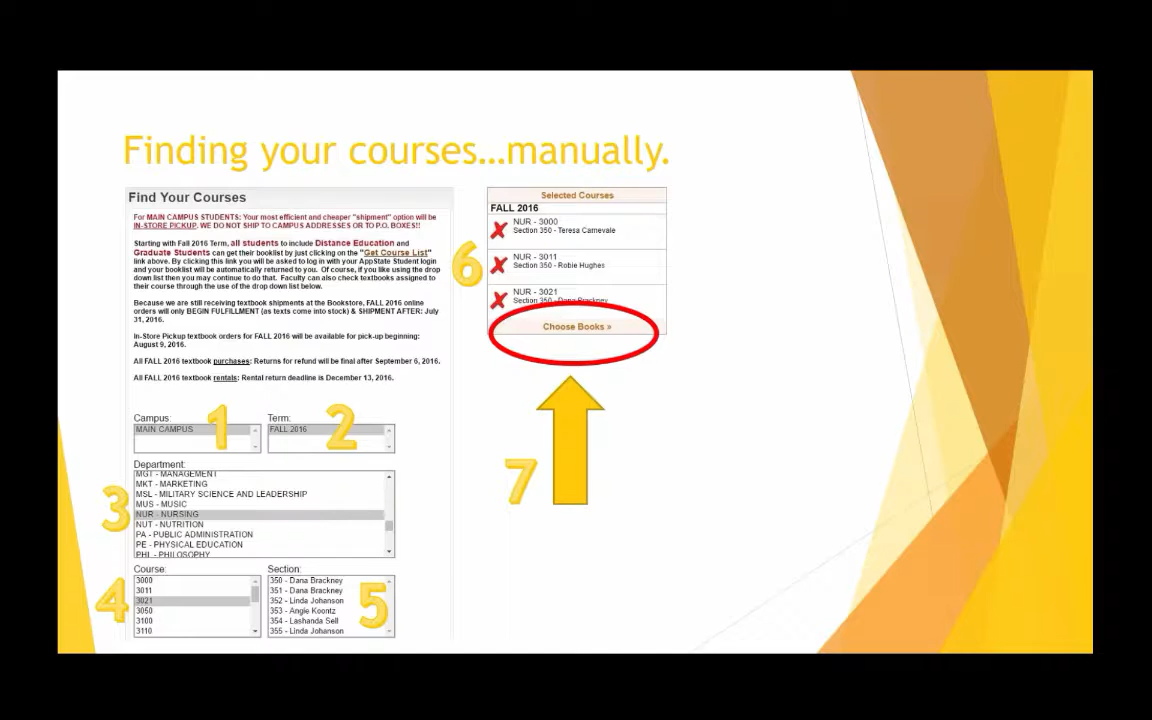 Finding your courses...manually.
Find Your Courses
For MAIN CAMPUS STUDENTS: Your most efficient and cheaper "shipment" option will be
IN-STORE PICKUP. WE DO NOT SHIP TO CAMPUS ADDRESSES OR TO P.O. BOXES!!
Starting with Fall 2016 Term, all students to include Distance Education and
Graduate Students can get their booklist by just clicking on the "Get Course List"
link above. By clicking this link you will be asked to log in with your AppState Student login
and your booklist will be automatically returned to you. Of course, if you like using the drop
down list then you may continue to do that. Faculty can also check textbooks assigned to
their course through the use of the drop down list below.
Because we are still receiving textbook shipments at the Bookstore, FALL 2016 online
orders will only BEGIN FULFILLMENT (as texts come into stock) & SHIPMENT AFTER: July
31, 2016.
In-Store Pickup textbook orders for FALL 2016 will be available for pick-up beginning:
August 9, 2016.
All FALL 2016 textbook purchases: Returns for refund will be final after September 6, 2016.
All FALL 2016 textbook rentals: Rental return deadline is December 13, 2016.
Campus:
MAIN CAMPUS
1
Term:
FALL 2016
2
Department:
MGT - MANAGEMENT
MKT - MARKETING
MSL - MILITARY SCIENCE AND LEADERSHIP
MUS - MUSIC
NUR - NURSING
NUT - NUTRITION
PA - PUBLIC ADMINISTRATION
PE - PHYSICAL EDUCATION
PHL - PHILOSOPHY
3
Course:
3000
3011
3021
3050
3100
3110
4
Section:
350 - Dana Brackney
351 - Dana Brackney
352 - Linda Johanson
353 - Angie Koontz
354 - Lashanda Sell
355 - Linda Johanson
5
Selected Courses
FALL 2016
NUR - 3000
Section 350 - Teresa Carnevale
NUR - 3011
Section 350 - Robie Hughes
NUR - 3021
Section 350 - Dana Brackney
6
Choose Books »
7